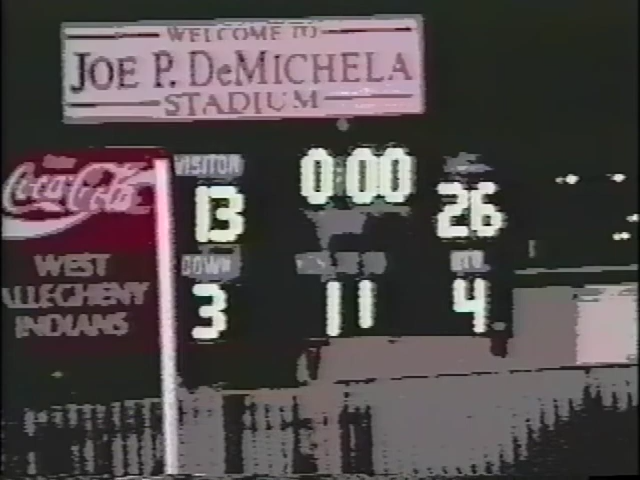 WELCOME TO
JOE P. DeMICHELA
STADIUM
Coca-Cola
WEST
ALLEGHENY
INDIANS
VISITOR
0:00
13
26
DOWN
QTR
3
11
4